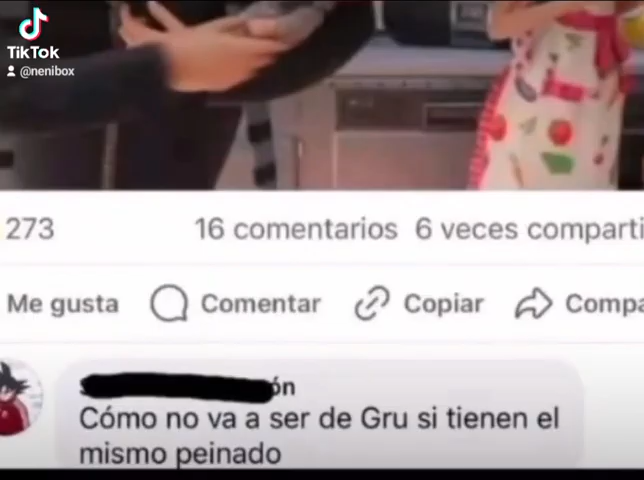 TikTok
@nenibox
273
16 comentarios 6 veces comparti
Me gusta Comentar Copiar Compa
ón
Cómo no va a ser de Gru si tienen el
mismo peinado